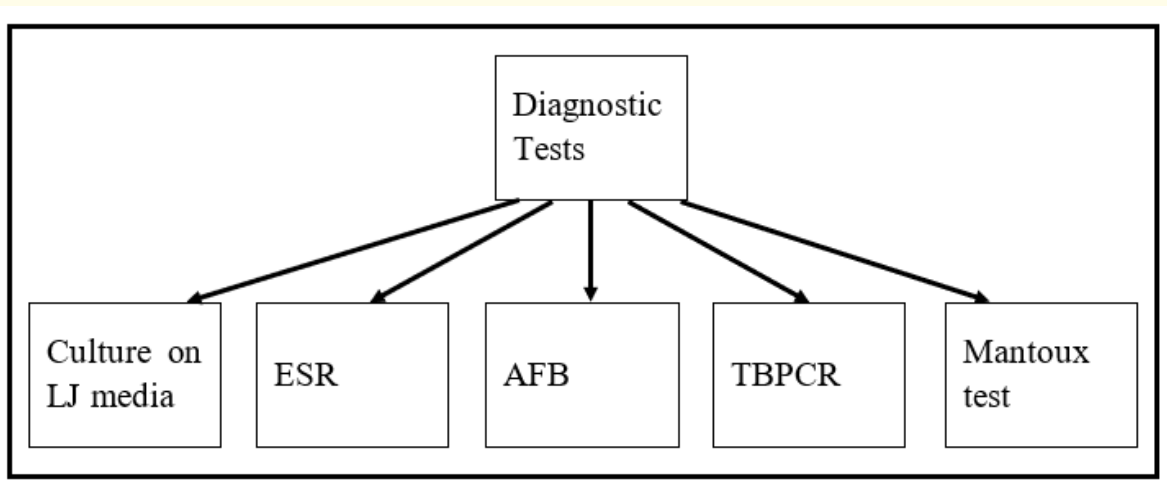 Diagnostic
Tests
Culture on
LJ media
ESR
AFB
TBPCR
Mantoux
test